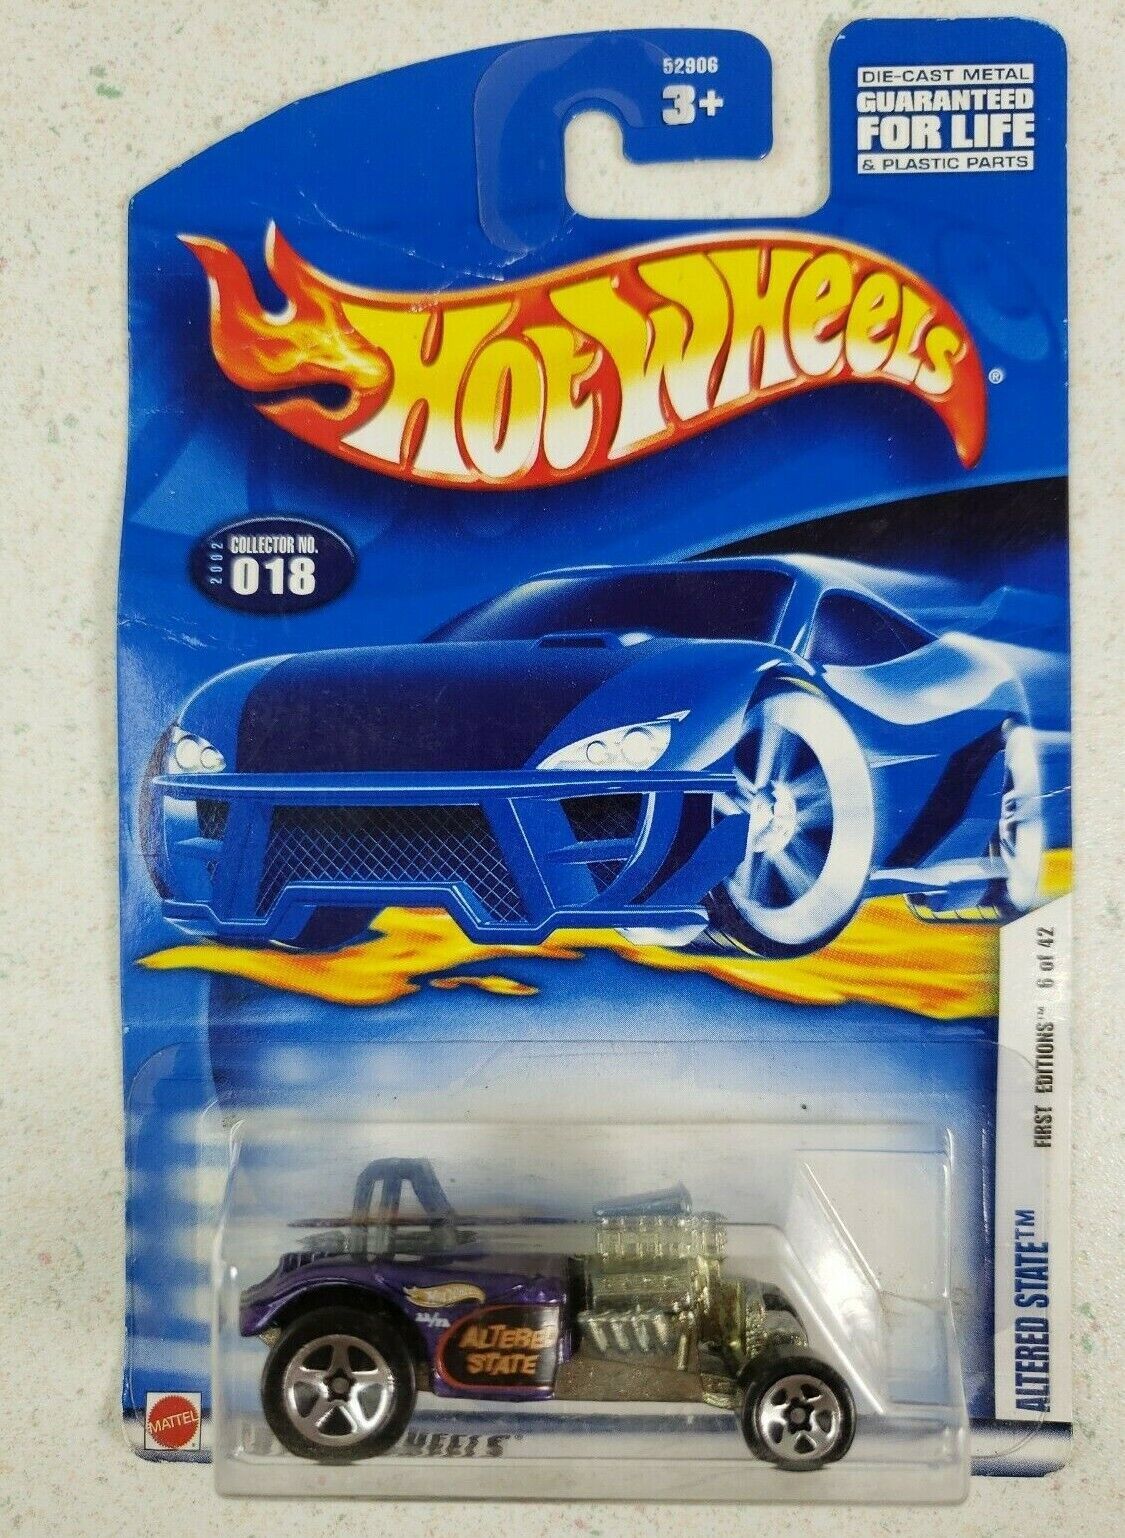 52906
3+
DIE-CAST METAL
GUARANTEED
FOR LIFE
& PLASTIC PARTS
HOT WHEELS®
2002
COLLECTOR NO.
018
FIRST EDITIONS™ 6 of 42
ALTERED STATE™
ALTERED
STATE
MATTEL